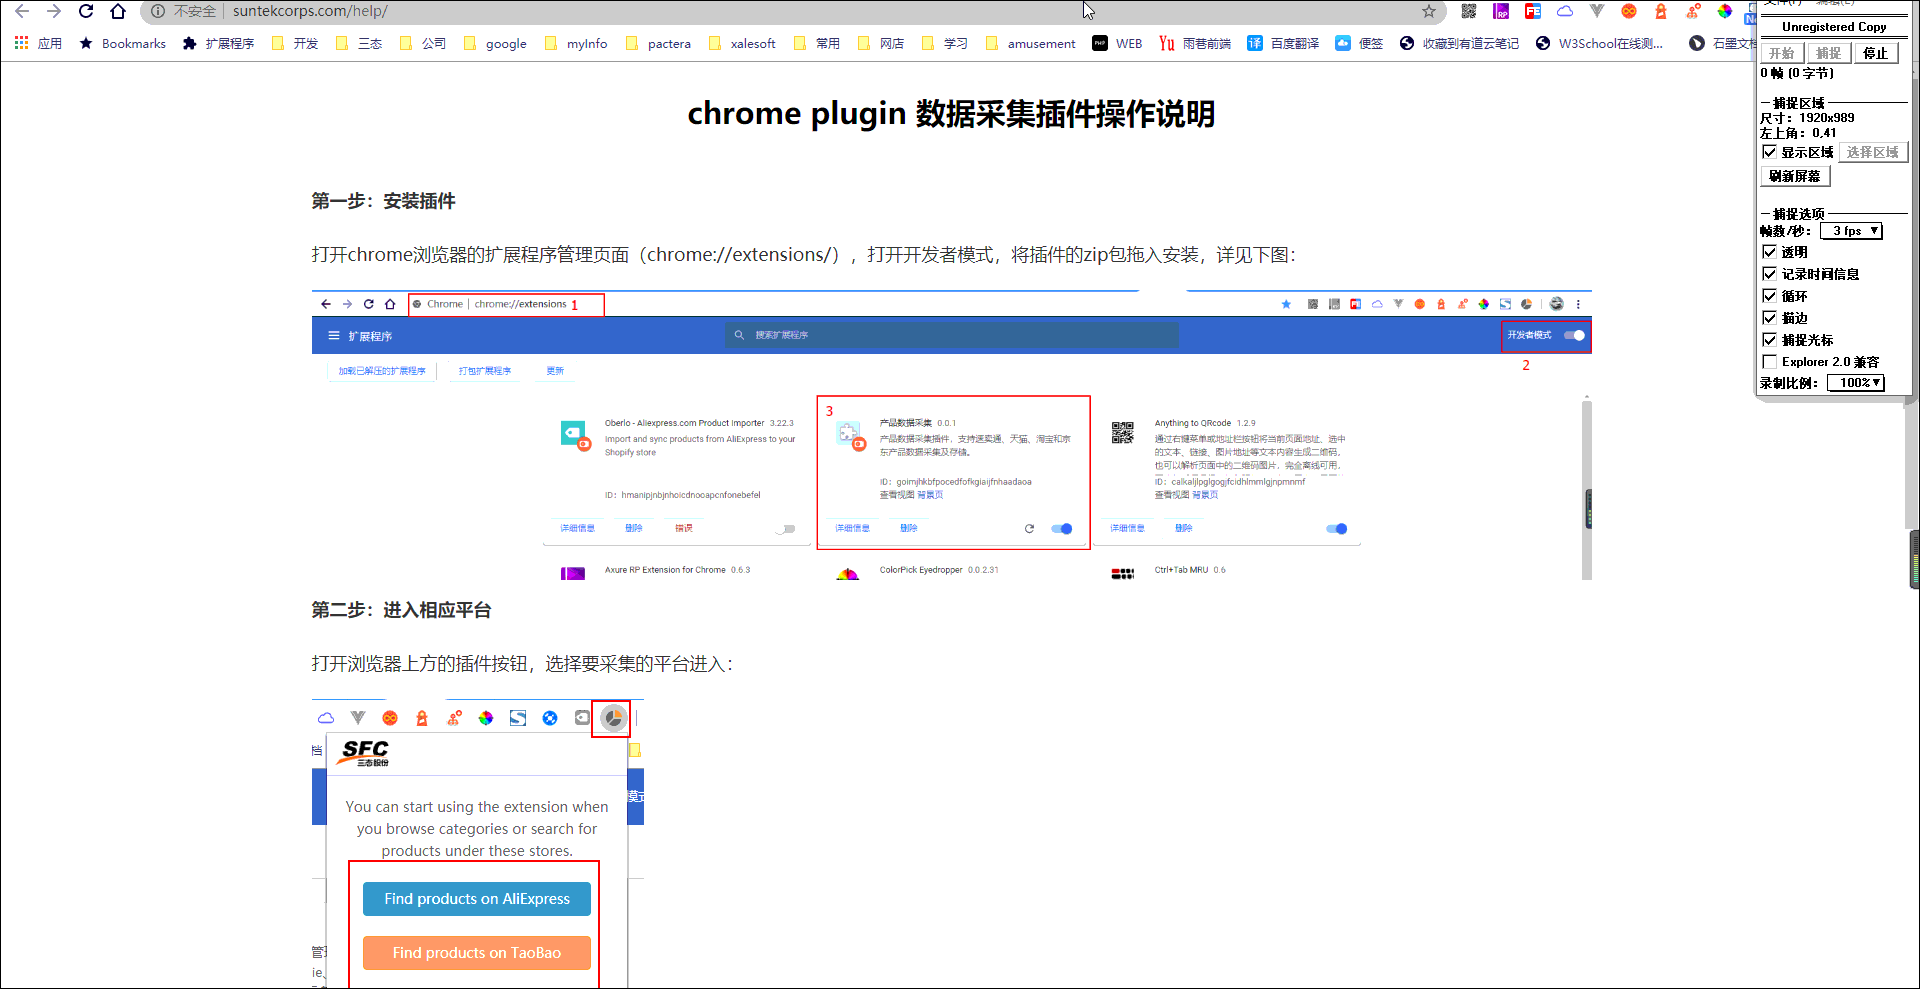 不安全 | suntekcorps.com/help/
应用 Bookmarks 扩展程序 开发 三态 公司 google myInfo pactera xalesoft 常用 网店 学习 amusement WEB 雨巷前端 百度翻译 便签 收藏到有道云笔记 W3School在线测... 石墨文档
Unregistered Copy
开始 捕捉 停止
0 帧 (0 字节)
捕捉区域
尺寸：1920x989
左上角：0,41
显示区域 选择区域
刷新屏幕
捕捉选项
帧数/秒： 3 fps
透明
记录时间信息
循环
描边
捕捉光标
Explorer 2.0 兼容
录制比例： 100%
chrome plugin 数据采集插件操作说明
第一步：安装插件
打开chrome浏览器的扩展程序管理页面（chrome://extensions/），打开开发者模式，将插件的zip包拖入安装，详见下图：
Chrome | chrome://extensions 1
扩展程序 搜索扩展程序 开发者模式
2
加载已解压的扩展程序 打包扩展程序 更新
Oberlo - Aliexpress.com Product Importer 3.22.3
Import and sync products from AliExpress to your
Shopify store
ID：hmanipjnbjnhoicdnooapcnfonebefel
详细信息 删除 错误
3
产品数据采集 0.0.1
产品数据采集插件，支持速卖通、天猫、淘宝和京
东产品数据采集及存储。
ID：goimjhkbfpocedfofkgiaijfnhaadaoa
查看视图 背景页
详细信息 删除
Anything to QRcode 1.2.9
通过右键菜单或地址栏按钮将当前页面地址、选中
的文本、链接、图片地址等文本内容生成二维码，
也可以解析页面中的二维码图片，完全离线可用，
ID：calkaljlpglgogjfcidhlmmlgjnpmnmf
查看视图 背景页
详细信息 删除
Axure RP Extension for Chrome 0.6.3
ColorPick Eyedropper 0.0.2.31
Ctrl+Tab MRU 0.6
第二步：进入相应平台
打开浏览器上方的插件按钮，选择要采集的平台进入：
SFC
三态股份
You can start using the extension when
you browse categories or search for
products under these stores.
Find products on AliExpress
Find products on TaoBao